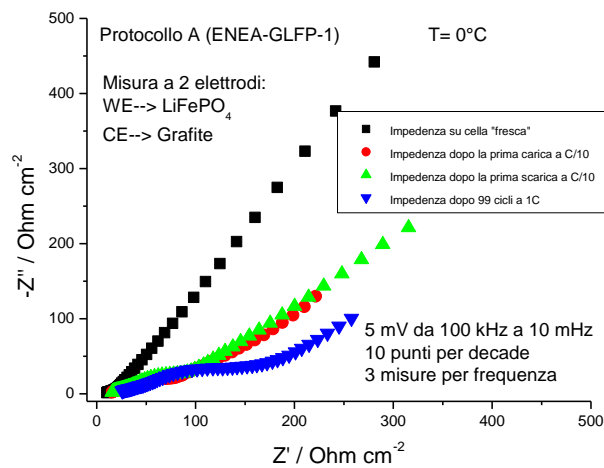 Protocollo A (ENEA-GLFP-1) T= 0°C
Misura a 2 elettrodi:
WE--> LiFePO4
CE--> Grafite
Impedenza su cella "fresca"
Impedenza dopo la prima carica a C/10
Impedenza dopo la prima scarica a C/10
Impedenza dopo 99 cicli a 1C
5 mV da 100 kHz a 10 mHz
10 punti per decade
3 misure per frequenza
-Z'' / Ohm cm-2
500
400
300
200
100
0
0 100 200 300 400 500
Z' / Ohm cm-2